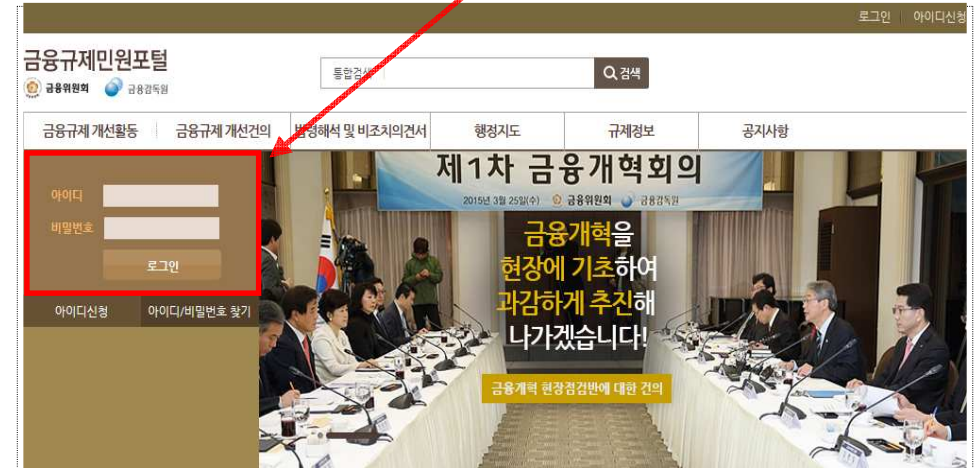 로그인 아이디신청
금융규제민원포털
금융위원회 금융감독원
통합검색 검색
금융규제 개선활동 금융규제 개선건의 법령해석 및 비조치의견서 행정지도 규제정보 공지사항
아이디
비밀번호
로그인
아이디신청 아이디/비밀번호 찾기
제1차 금융개혁회의
2015년 3월 25일(수) 금융위원회 금융감독원
금융개혁을
현장에 기초하여
과감하게 추진해
나가겠습니다!
금융개혁 현장점검반에 대한 건의